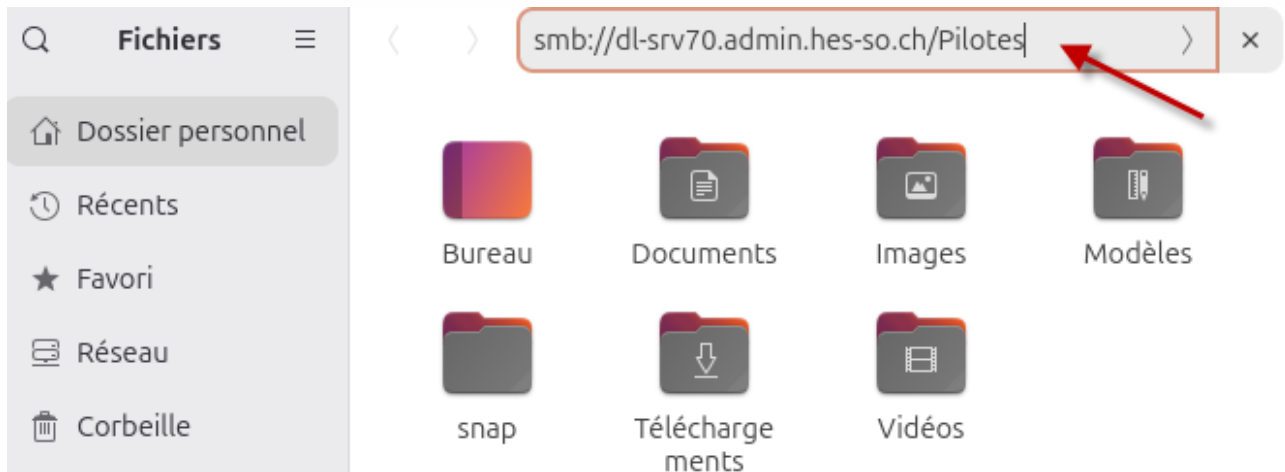 Fichiers
smb://dl-srv70.admin.hes-so.ch/Pilotes
Dossier personnel
Récents
Favori
Réseau
Corbeille
Bureau
Documents
Images
Modèles
snap
Télécharge
ments
Vidéos